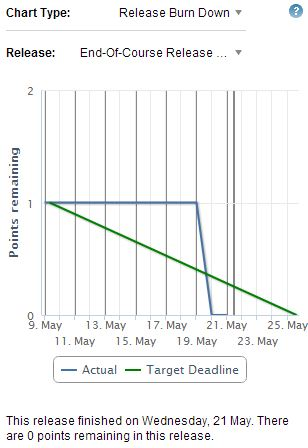 Chart Type: Release Burn Down
?
Release: End-Of-Course Release ...
Points remaining
2
1
0
9. May 13. May 17. May 21. May 25. May
11. May 15. May 19. May 23. May
Actual Target Deadline
This release finished on Wednesday, 21 May. There
are 0 points remaining in this release.